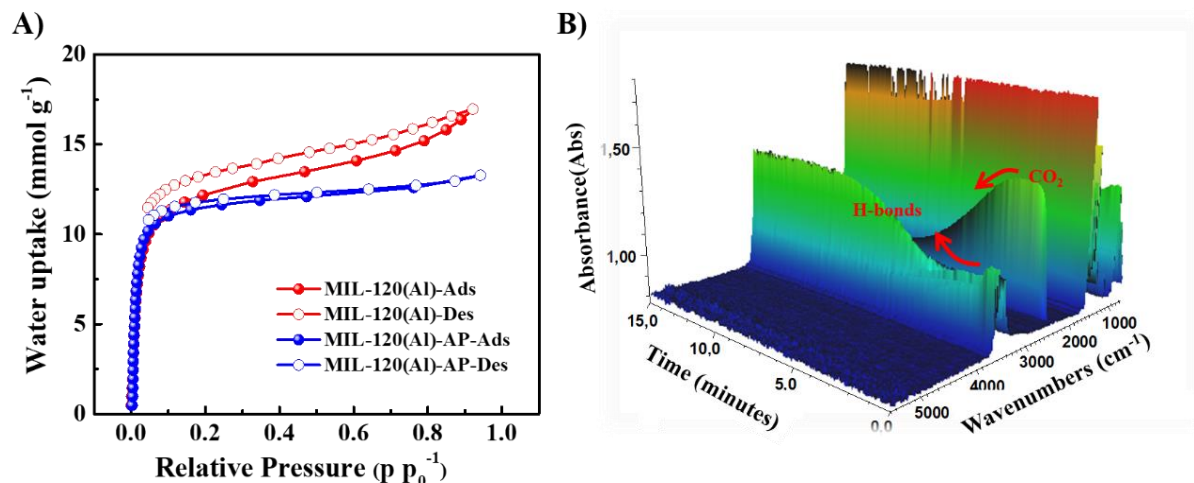 A)
B)
20
15
10
5
0
0.0 0.2 0.4 0.6 0.8 1.0
Water uptake (mmol g⁻¹)
Relative Pressure (p p₀⁻¹)
MIL-120(Al)-Ads
MIL-120(Al)-Des
MIL-120(Al)-AP-Ads
MIL-120(Al)-AP-Des
Absorbance(Abs)
1,50
1,00
CO₂
H-bonds
15,0
10,0
5,0
0,0
Time (minutes)
5000
4000
3000
2000
1000
Wavenumbers (cm⁻¹)